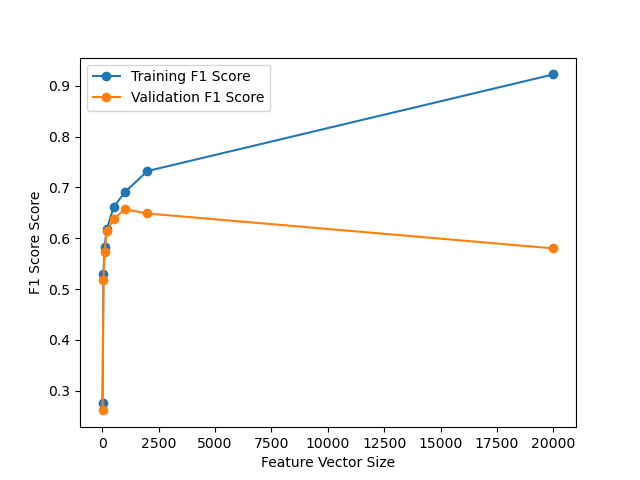 Training F1 Score
Validation F1 Score
0.9
0.8
0.7
0.6
0.5
0.4
0.3
F1 Score Score
0 2500 5000 7500 10000 12500 15000 17500 20000
Feature Vector Size